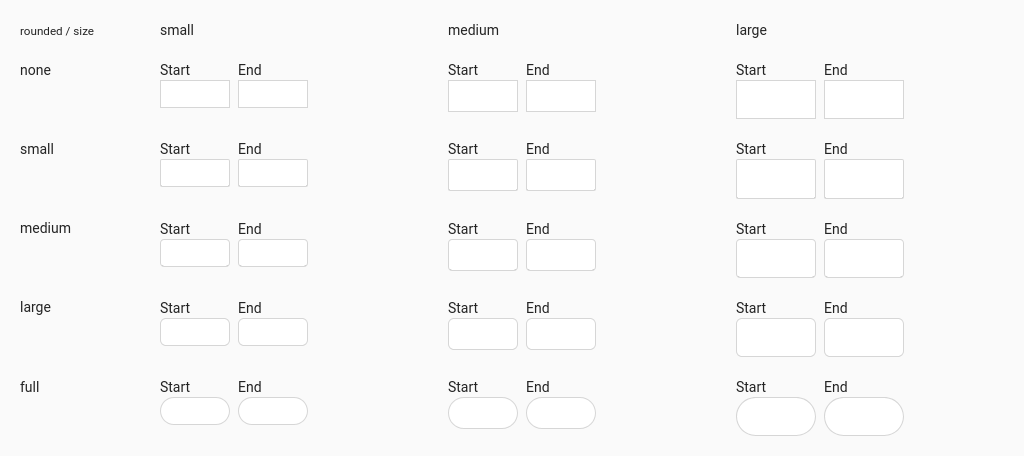 rounded / size small medium large
none Start End Start End Start End
small Start End Start End Start End
medium Start End Start End Start End
large Start End Start End Start End
full Start End Start End Start End